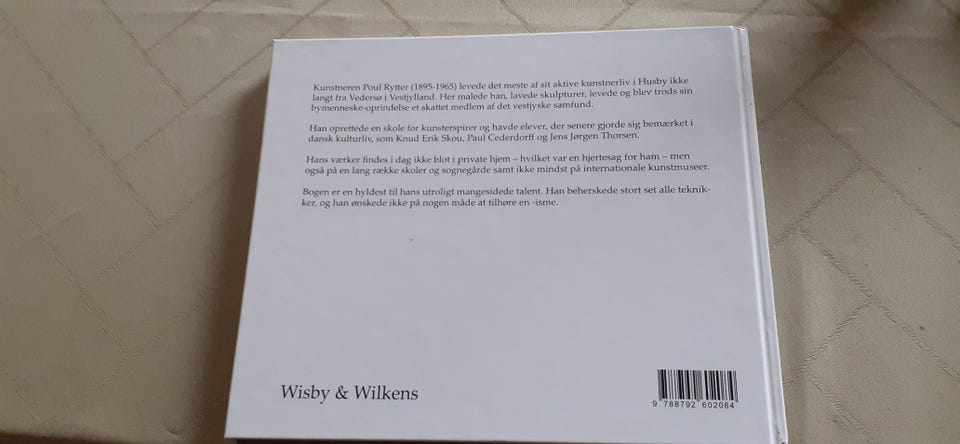 Kunstneren Poul Rytter (1895-1965) levede det meste af sit aktive kunstnerliv i Husby ikke
langt fra Vedersø i Vestjylland. Her malede han, lavede skulpturer, levede og blev trods sin
bymenneske-oprindelse et skattet medlem af det vestjyske samfund.
Han oprettede en skole for kunsterspirer og havde elever, der senere gjorde sig bemærket i
dansk kulturliv, som Knud Erik Skou, Paul Cederdorff og Jens Jørgen Thorsen.
Hans værker findes i dag ikke blot i private hjem – hvilket var en hjertesag for ham – men
også på en lang række skoler og sognegårde samt ikke mindst på internationale kunstmuseer.
Bogen er en hyldest til hans utroligt mangesidede talent. Han beherskede stort set alle teknik-
ker, og han ønskede ikke på nogen måde at tilhøre en -isme.
Wisby & Wilkens
9 788792 602084